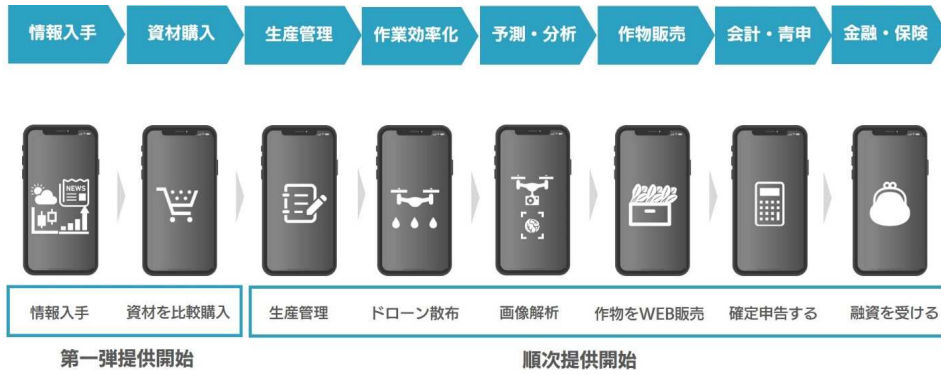 情報入手 資材購入 生産管理 作業効率化 予測・分析 作物販売 会計・青申 金融・保険
NEWS
情報入手 資材を比較購入 生産管理 ドローン散布 画像解析 作物をWEB販売 確定申告する 融資を受ける
第一弾提供開始 順次提供開始